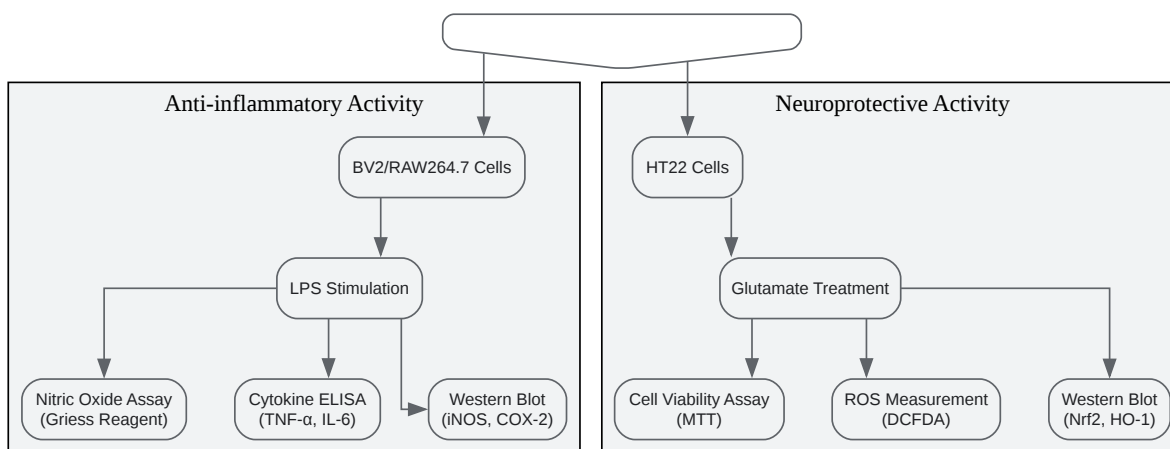 Anti-inflammatory Activity
BV2/RAW264.7 Cells
LPS Stimulation
Nitric Oxide Assay
(Griess Reagent)
Cytokine ELISA
(TNF-α, IL-6)
Western Blot
(iNOS, COX-2)
Neuroprotective Activity
HT22 Cells
Glutamate Treatment
Cell Viability Assay
(MTT)
ROS Measurement
(DCFDA)
Western Blot
(Nrf2, HO-1)